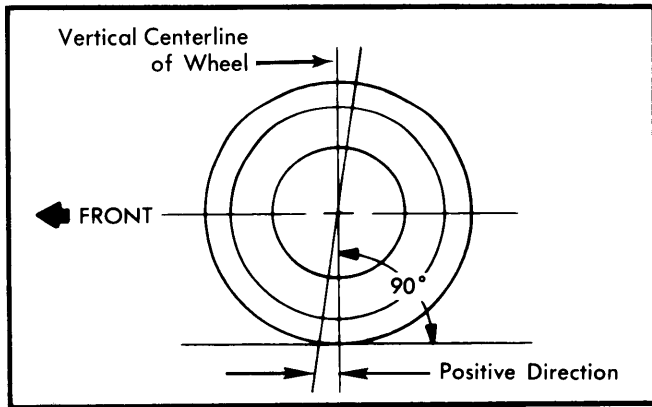 Vertical Centerline
of Wheel
FRONT
90°
Positive Direction